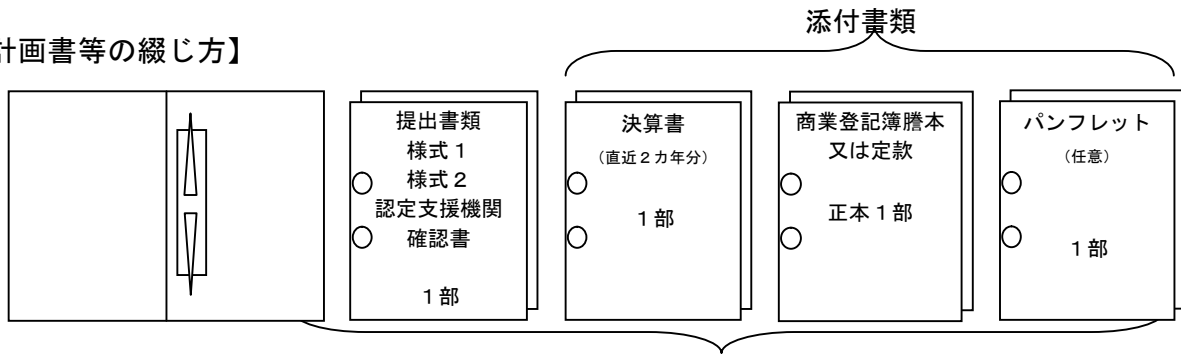 添付書類
計画書等の綴じ方】
提出書類
様式１
様式２
認定支援機関
確認書
１部
決算書
（直近２カ年分）
１部
商業登記簿謄本
又は定款
正本１部
パンフレット
（任意）
１部